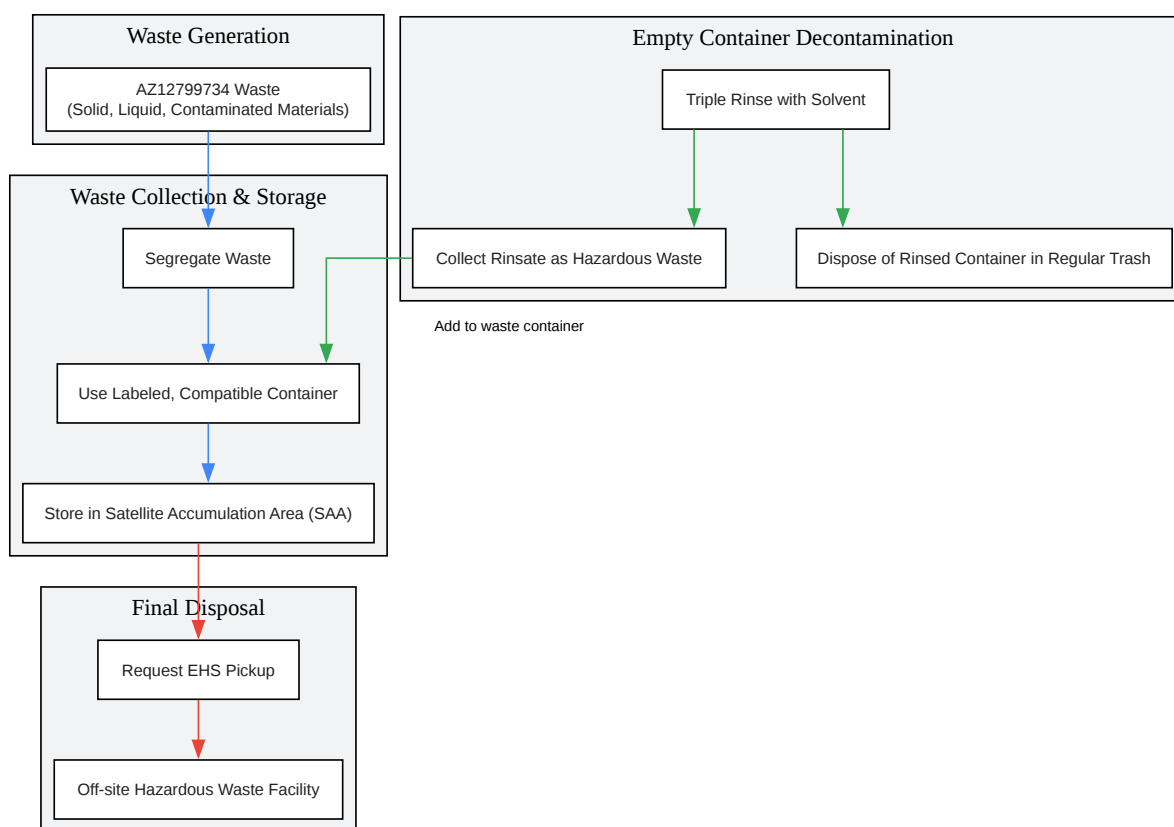 Waste Generation
AZ12799734 Waste
(Solid, Liquid, Contaminated Materials)
Waste Collection & Storage
Segregate Waste
Use Labeled, Compatible Container
Store in Satellite Accumulation Area (SAA)
Final Disposal
Request EHS Pickup
Off-site Hazardous Waste Facility
Empty Container Decontamination
Triple Rinse with Solvent
Collect Rinsate as Hazardous Waste
Dispose of Rinsed Container in Regular Trash
Add to waste container